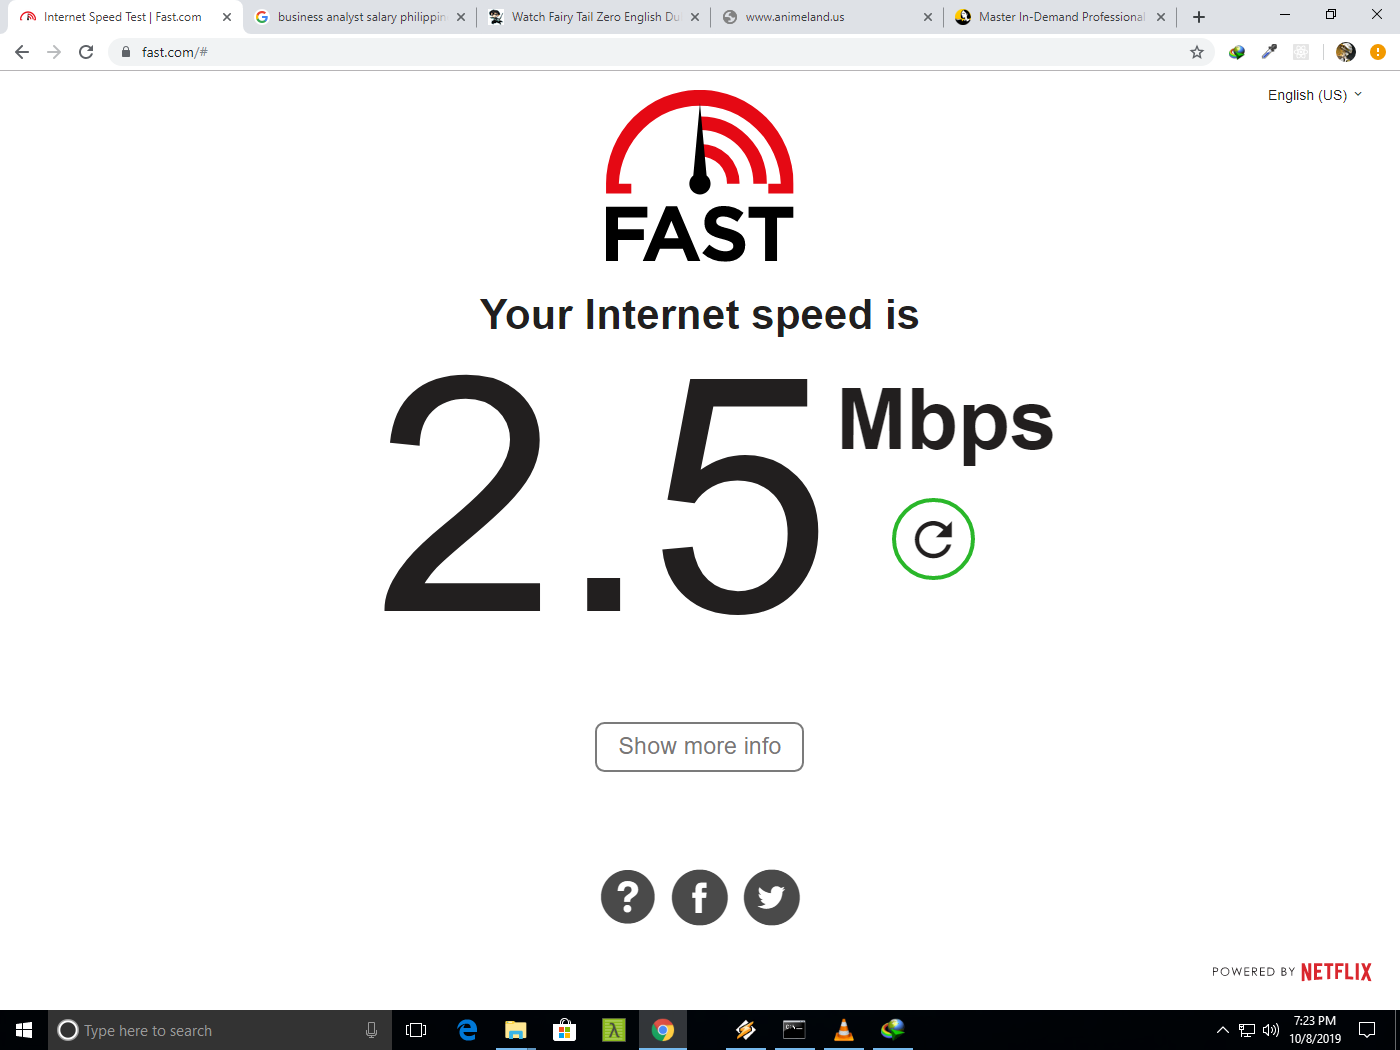 Internet Speed Test | Fast.com
business analyst salary philippin
Watch Fairy Tail Zero English Du
www.animeland.us
Master In-Demand Professional
fast.com/#
English (US)
FAST
Your Internet speed is
2.5 Mbps
Show more info
?
f
POWERED BY NETFLIX
Type here to search
7:23 PM
10/8/2019